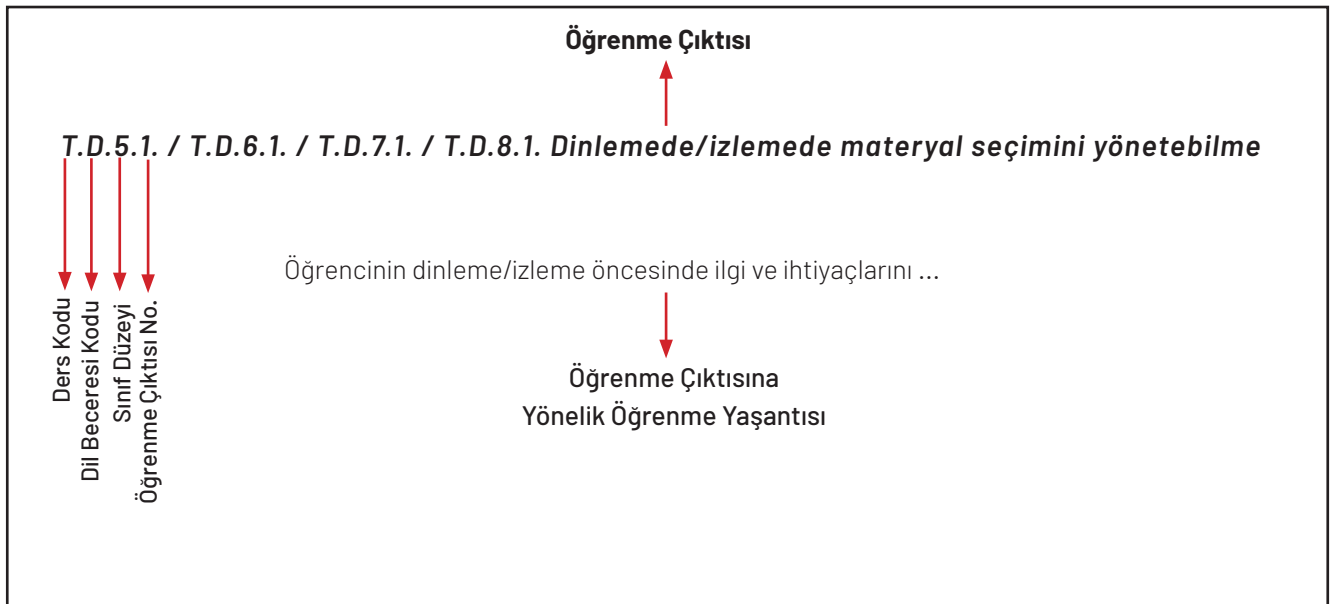 Öğrenme Çıktısı
T.D.5.1. / T.D.6.1. / T.D.7.1. / T.D.8.1. Dinlemede/izlemede materyal seçimini yönetebilme
Öğrencinin dinleme/izleme öncesinde ilgi ve ihtiyaçlarını ...
Ders Kodu
Dil Beceresi Kodu
Sınıf Düzeyi
Öğrenme Çıktısı No.
Öğrenme Çıktısına
Yönelik Öğrenme Yaşantısı